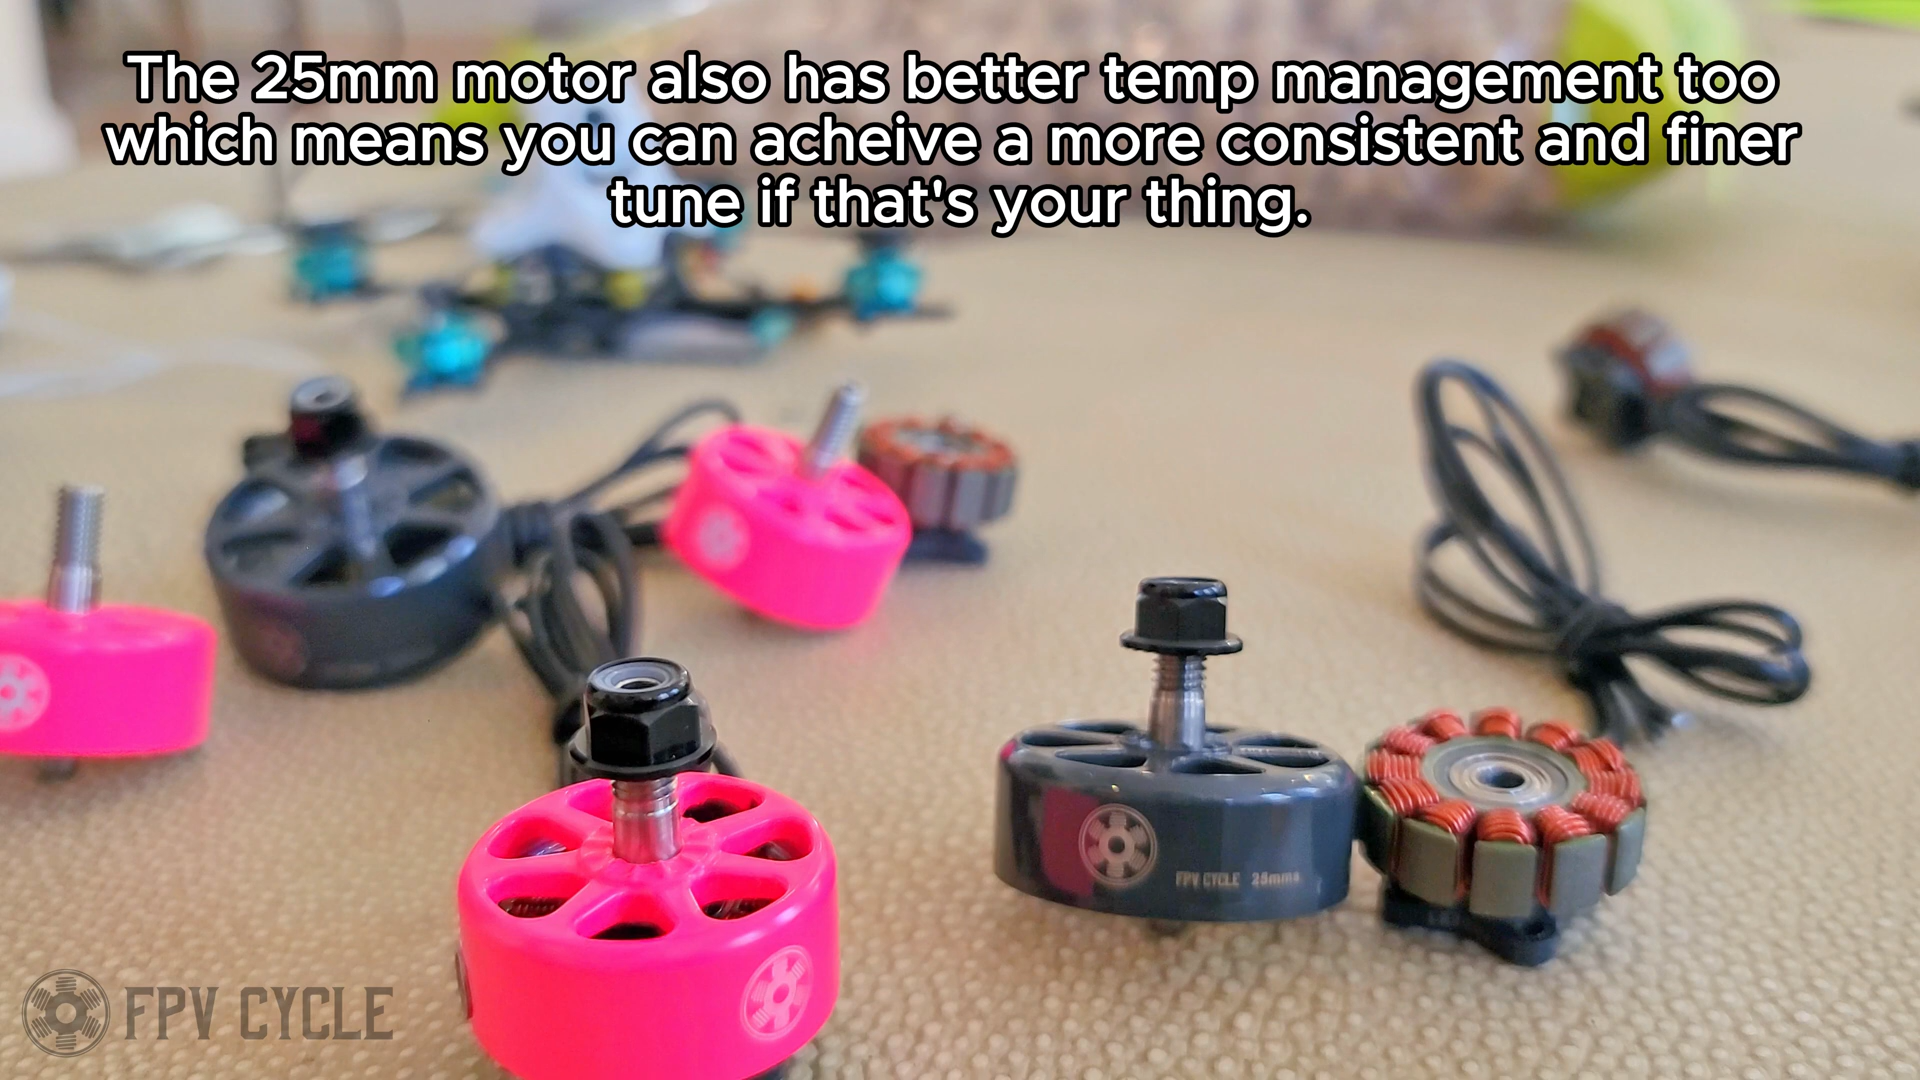 The 25mm motor also has better temp management too
which means you can acheive a more consistent and finer
tune if that's your thing.
FPV CYCLE 25mm
FPV CYCLE